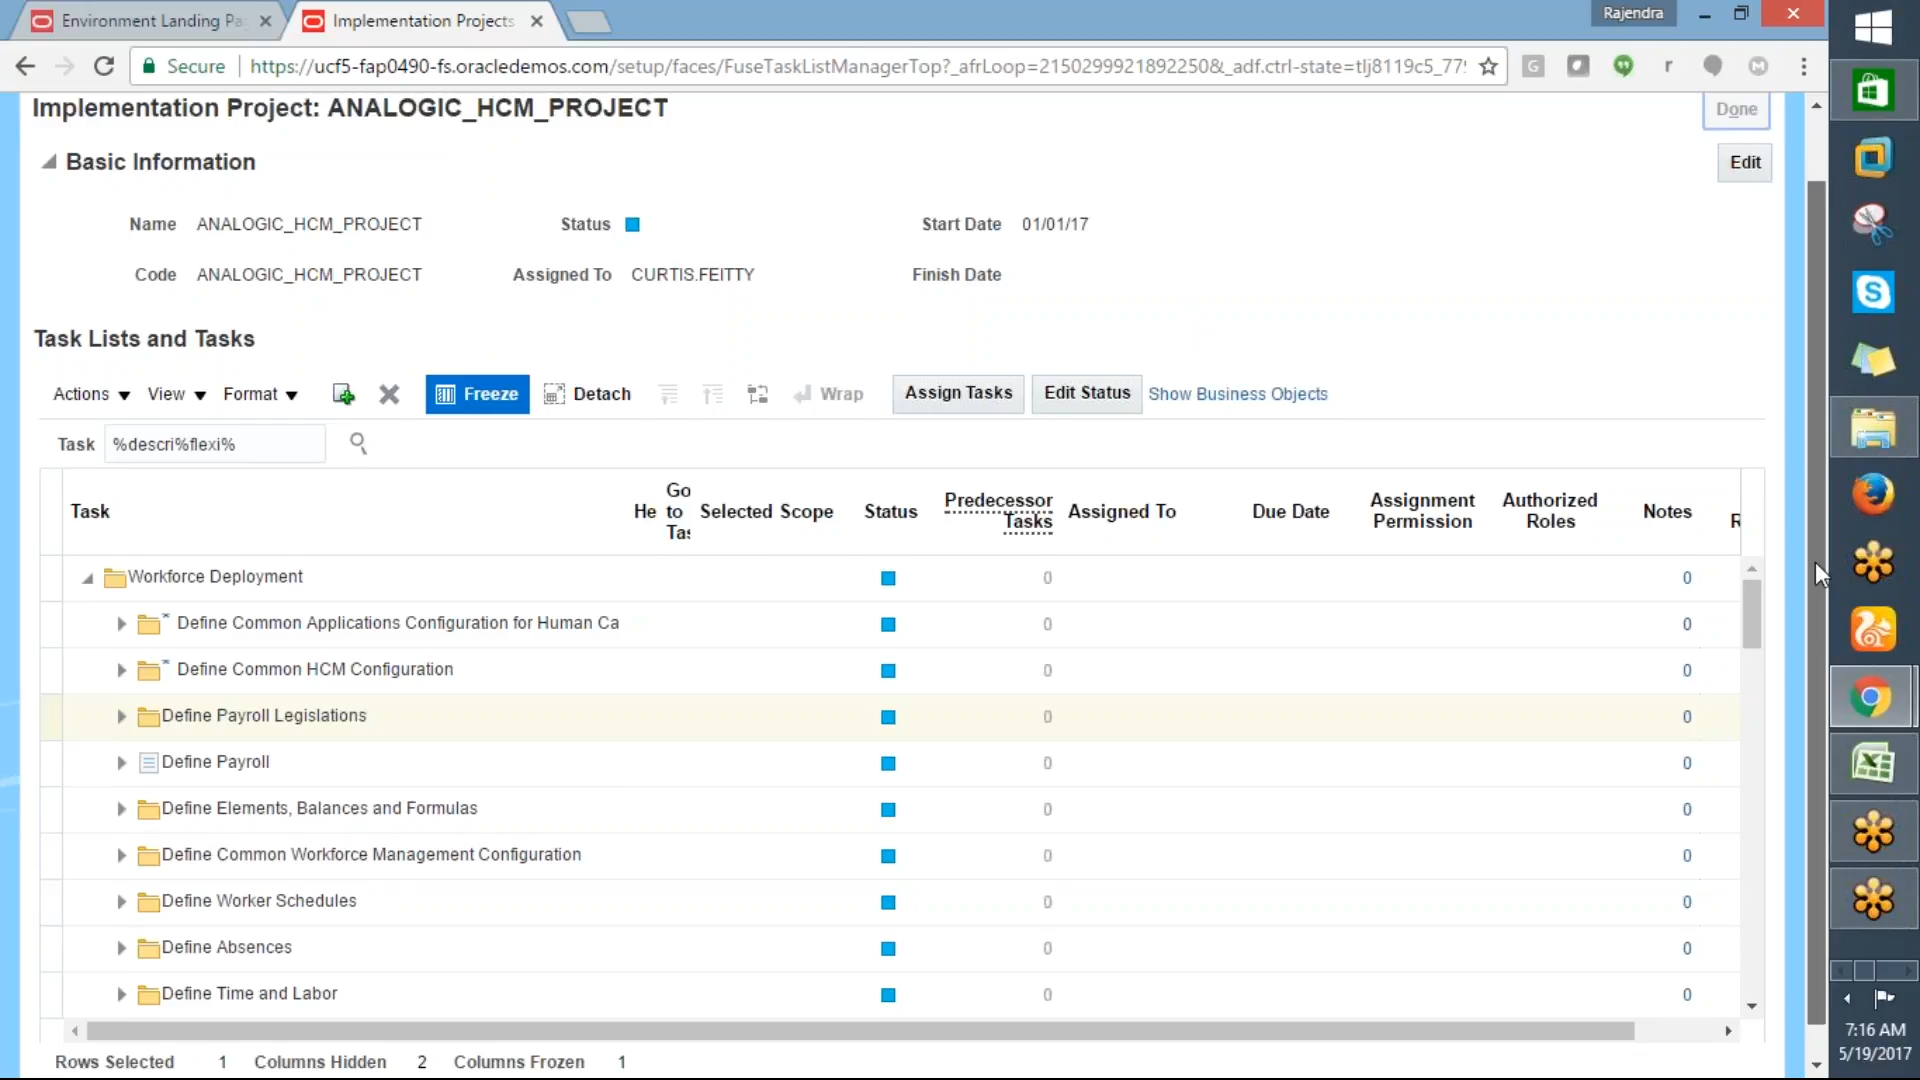 Environment Landing Pa
Implementation Projects
Rajendra
Secure
https://ucf5-fap0490-fs.oracledemos.com/setup/faces/FuseTaskListManagerTop?_afrLoop=2150299921892250&_adf.ctrl-state=tlj8119c5_77
Implementation Project: ANALOGIC_HCM_PROJECT
Done
Basic Information
Edit
Name ANALOGIC_HCM_PROJECT Status Start Date 01/01/17
Code ANALOGIC_HCM_PROJECT Assigned To CURTIS.FEITTY Finish Date
Task Lists and Tasks
Actions View Format Freeze Detach Wrap Assign Tasks Edit Status Show Business Objects
Task %descri%flexi%
Task He Go to Tas Selected Scope Status Predecessor Tasks Assigned To Due Date Assignment Permission Authorized Roles Notes R
Workforce Deployment 0 0
* Define Common Applications Configuration for Human Ca 0 0
* Define Common HCM Configuration 0 0
Define Payroll Legislations 0 0
Define Payroll 0 0
Define Elements, Balances and Formulas 0 0
Define Common Workforce Management Configuration 0 0
Define Worker Schedules 0 0
Define Absences 0 0
Define Time and Labor 0 0
Rows Selected 1 Columns Hidden 2 Columns Frozen 1
7:16 AM
5/19/2017